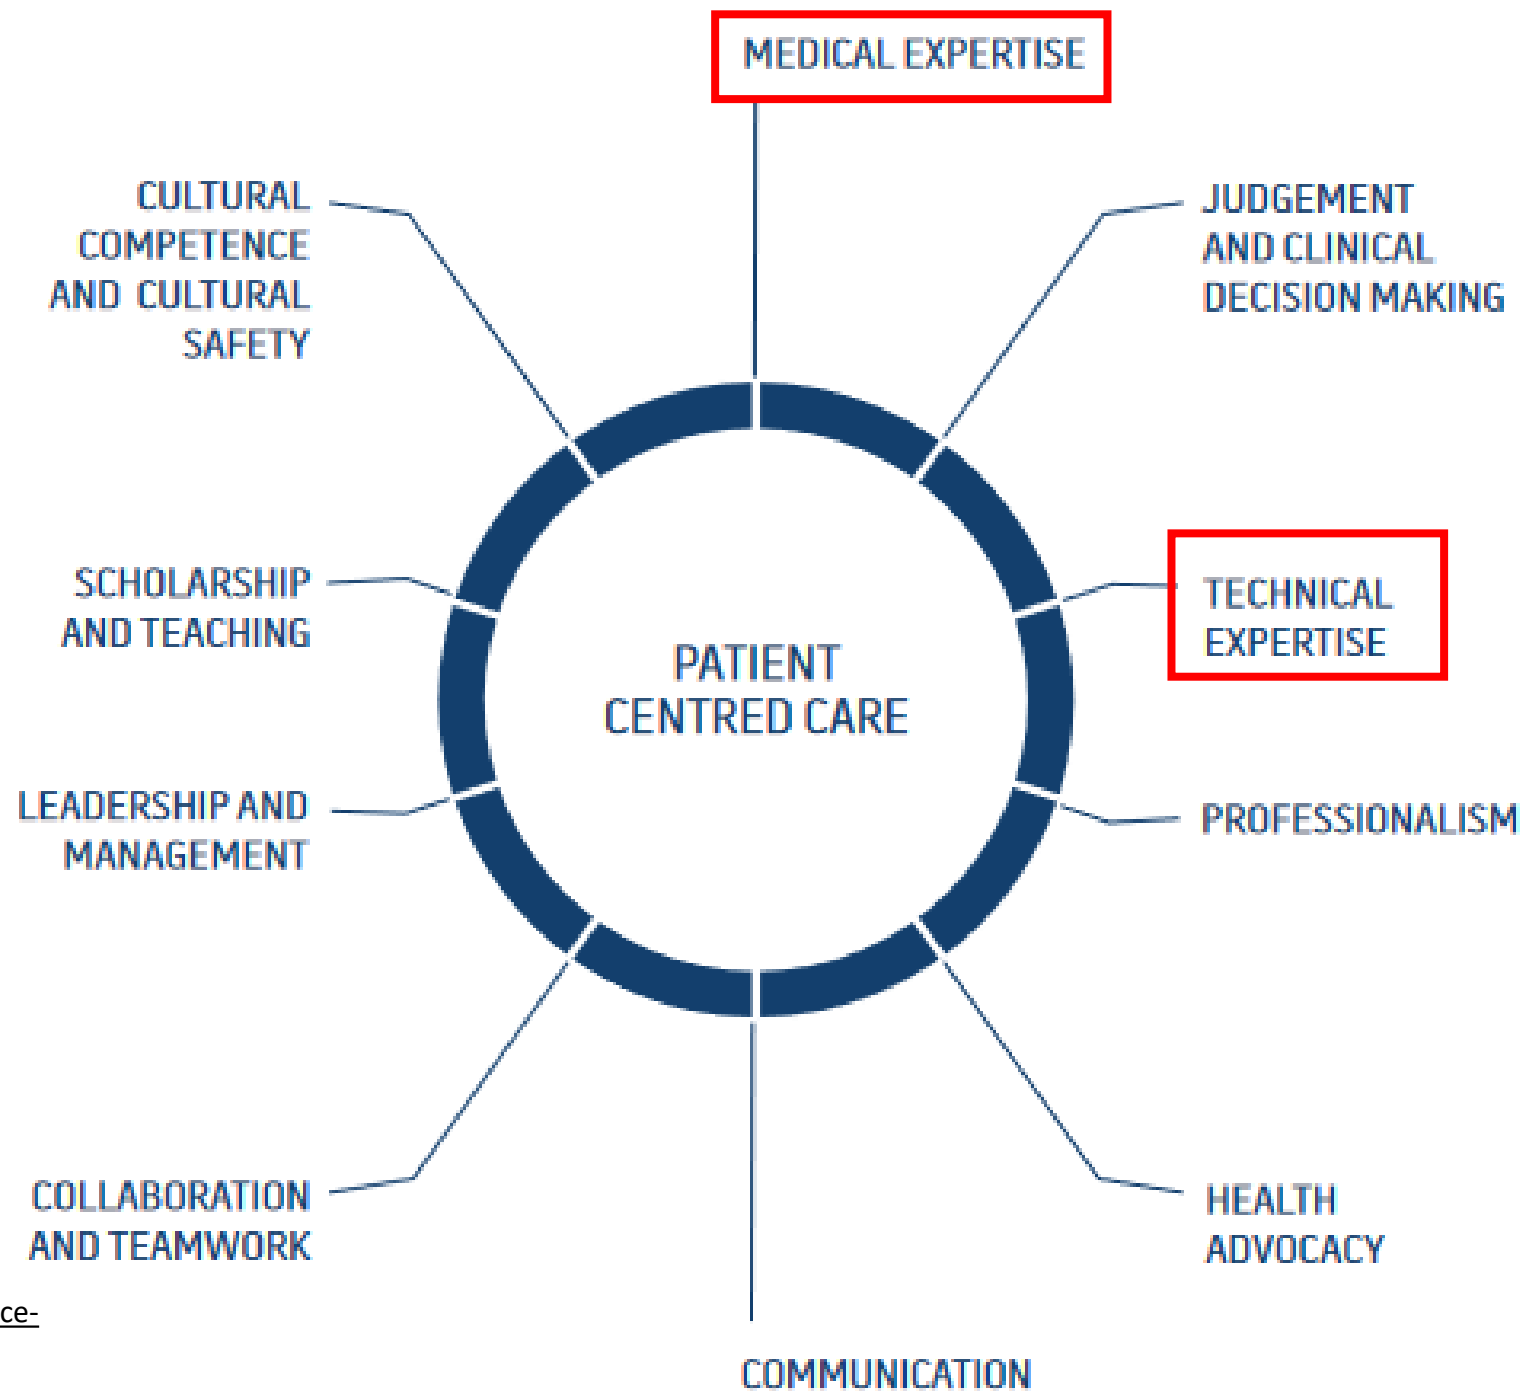 MEDICAL EXPERTISE
JUDGEMENT
AND CLINICAL
DECISION MAKING
TECHNICAL
EXPERTISE
PROFESSIONALISM
HEALTH
ADVOCACY
COMMUNICATION
COLLABORATION
AND TEAMWORK
LEADERSHIP AND
MANAGEMENT
SCHOLARSHIP
AND TEACHING
CULTURAL
COMPETENCE
AND CULTURAL
SAFETY
PATIENT
CENTRED CARE
ce-